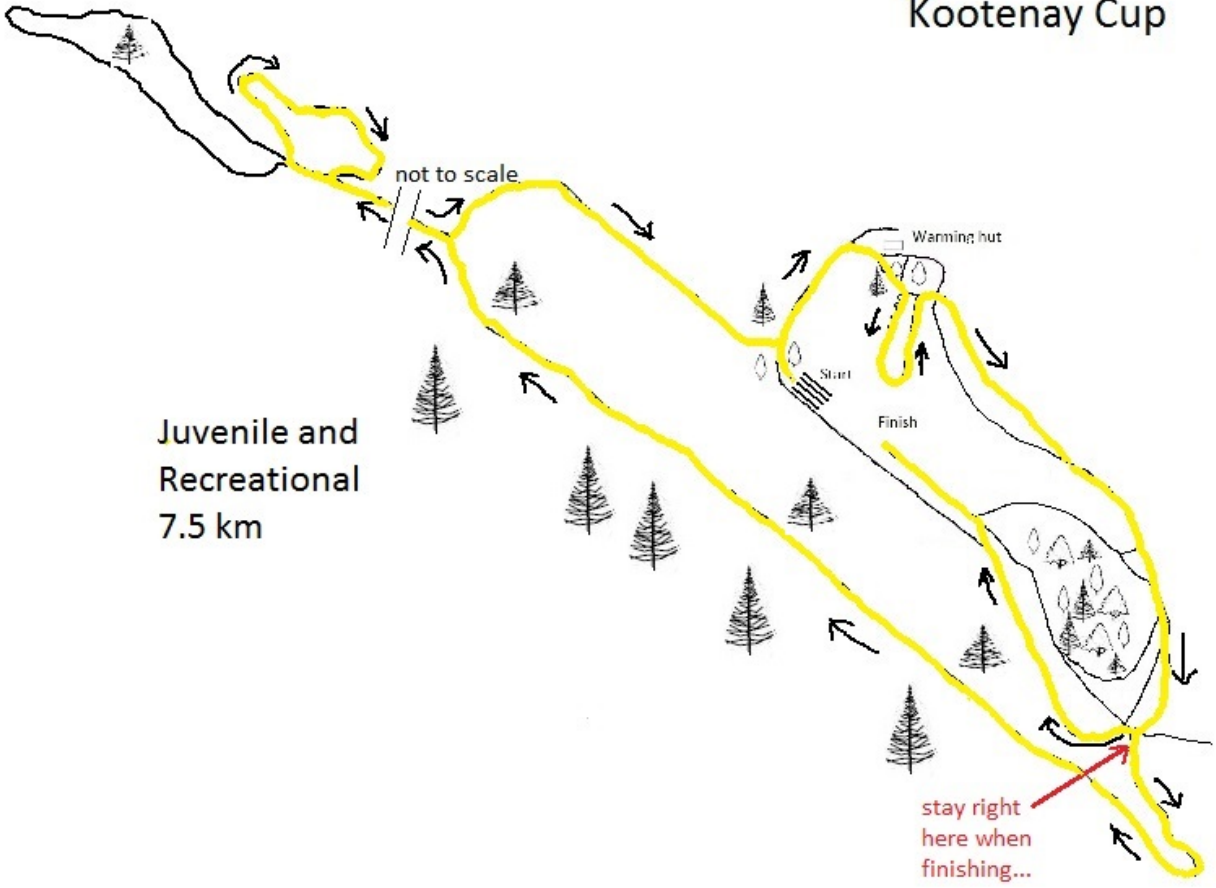 Kootenay Cup
not to scale
Warming hut
Start
Finish
Juvenile and
Recreational
7.5 km
stay right
here when
finishing...